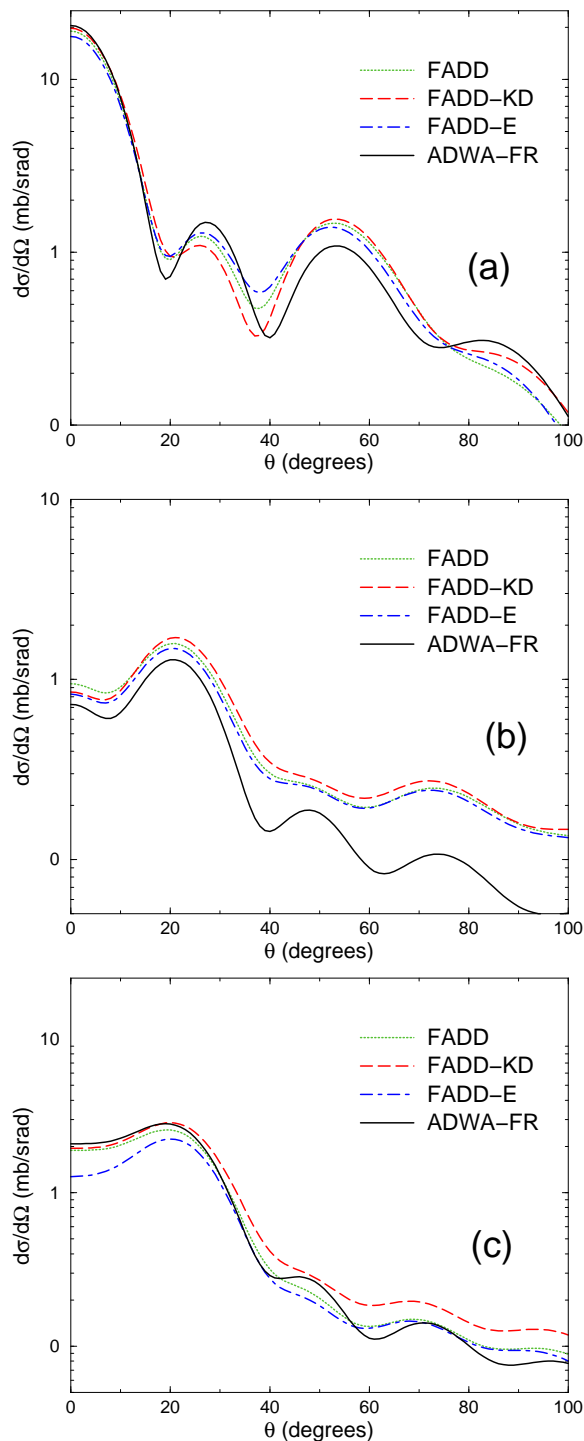 10
1
0
dσ/dΩ (mb/srad)
FADD
FADD−KD
FADD−E
ADWA−FR
(a)
0 20 40 60 80 100
θ (degrees)
10
1
0
dσ/dΩ (mb/srad)
FADD
FADD−KD
FADD−E
ADWA−FR
(b)
0 20 40 60 80 100
θ (degrees)
10
1
0
dσ/dΩ (mb/srad)
FADD
FADD−KD
FADD−E
ADWA−FR
(c)
0 20 40 60 80 100
θ (degrees)